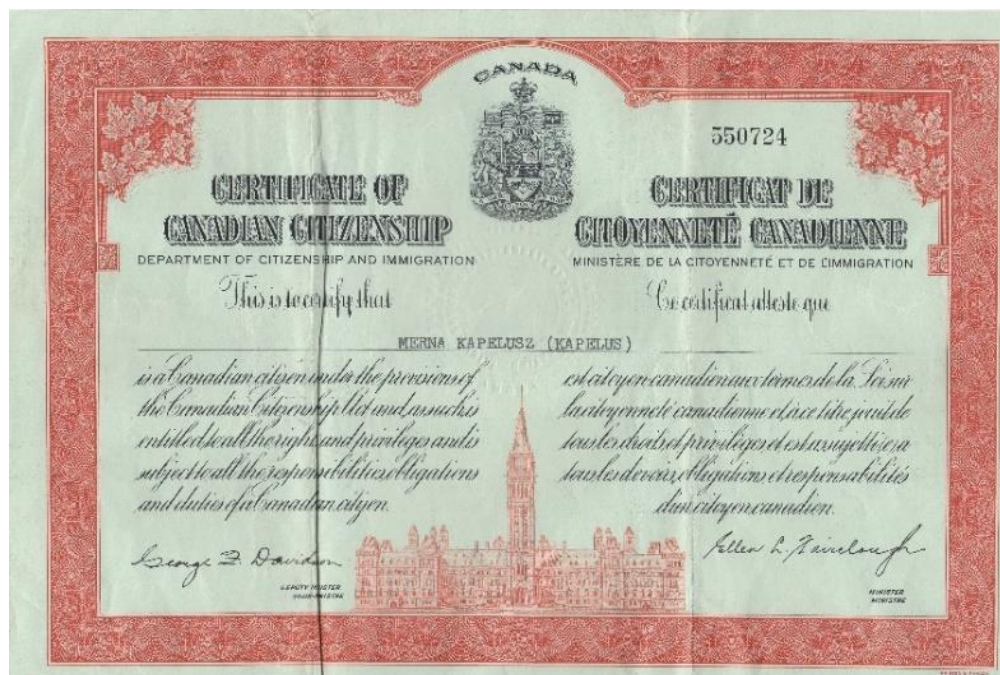 CANADA
550724
CERTIFICATE OF
CANADIAN CITIZENSHIP
DEPARTMENT OF CITIZENSHIP AND IMMIGRATION
This is to certify that
CERTIFICAT DE
CITOYENNETÉ CANADIENNE
MINISTÈRE DE LA CITOYENNETÉ ET DE L'IMMIGRATION
Ce certificat atteste que
MERNA KAPELUSZ (KAPELUS)
is a Canadian citizen under the provisions of
the Canadian Citizenship Act and, as such is
entitled to all the rights and privileges and is
subject to all the responsibilities obligations
and duties of a Canadian citizen.
est citoyen canadien aux termes de la Loi sur
la citoyenneté canadienne et, à ce titre jouit de
tous les droits et privilèges et est assujetti(e) a
tous les devoirs, obligations et responsabilités
d'un citoyen canadien.
George F. Davidson
DEPUTY MINISTER
SOUS-MINISTRE
Ellen L. Fairclough
MINISTER
MINISTRE